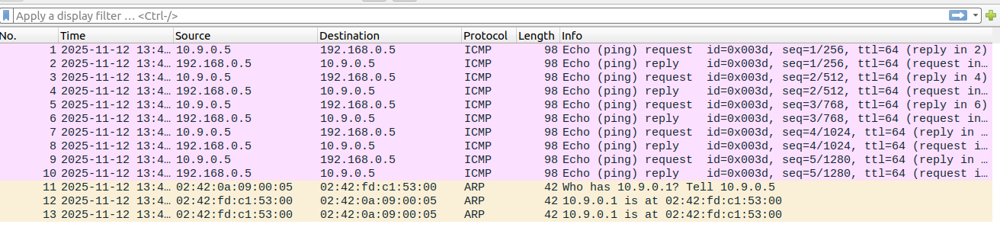 Apply a display filter … <Ctrl-/>
No. Time Source Destination Protocol Length Info
1 2025-11-12 13:4… 10.9.0.5 192.168.0.5 ICMP 98 Echo (ping) request id=0x003d, seq=1/256, ttl=64 (reply in 2)
2 2025-11-12 13:4… 192.168.0.5 10.9.0.5 ICMP 98 Echo (ping) reply id=0x003d, seq=1/256, ttl=64 (request in…
3 2025-11-12 13:4… 10.9.0.5 192.168.0.5 ICMP 98 Echo (ping) request id=0x003d, seq=2/512, ttl=64 (reply in 4)
4 2025-11-12 13:4… 192.168.0.5 10.9.0.5 ICMP 98 Echo (ping) reply id=0x003d, seq=2/512, ttl=64 (request in…
5 2025-11-12 13:4… 10.9.0.5 192.168.0.5 ICMP 98 Echo (ping) request id=0x003d, seq=3/768, ttl=64 (reply in 6)
6 2025-11-12 13:4… 192.168.0.5 10.9.0.5 ICMP 98 Echo (ping) reply id=0x003d, seq=3/768, ttl=64 (request in…
7 2025-11-12 13:4… 10.9.0.5 192.168.0.5 ICMP 98 Echo (ping) request id=0x003d, seq=4/1024, ttl=64 (reply in …
8 2025-11-12 13:4… 192.168.0.5 10.9.0.5 ICMP 98 Echo (ping) reply id=0x003d, seq=4/1024, ttl=64 (request i…
9 2025-11-12 13:4… 10.9.0.5 192.168.0.5 ICMP 98 Echo (ping) request id=0x003d, seq=5/1280, ttl=64 (reply in …
10 2025-11-12 13:4… 192.168.0.5 10.9.0.5 ICMP 98 Echo (ping) reply id=0x003d, seq=5/1280, ttl=64 (request i…
11 2025-11-12 13:4… 02:42:0a:09:00:05 02:42:fd:c1:53:00 ARP 42 Who has 10.9.0.1? Tell 10.9.0.5
12 2025-11-12 13:4… 02:42:fd:c1:53:00 02:42:0a:09:00:05 ARP 42 10.9.0.1 is at 02:42:fd:c1:53:00
13 2025-11-12 13:4… 02:42:fd:c1:53:00 02:42:0a:09:00:05 ARP 42 10.9.0.1 is at 02:42:fd:c1:53:00